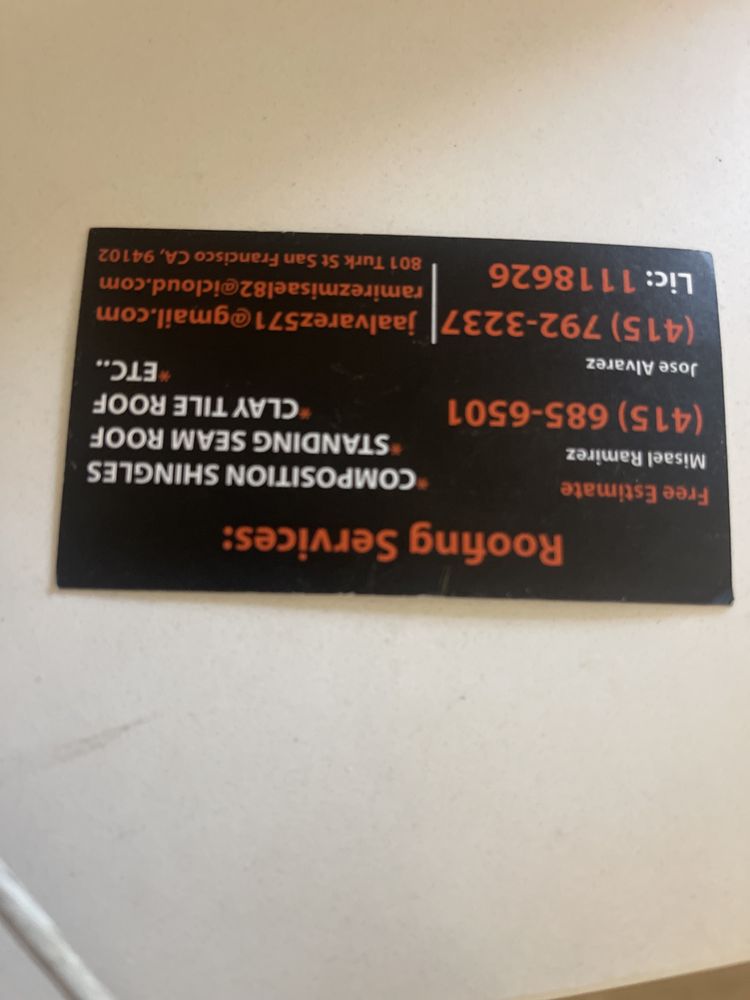 Roofing Services:
Free Estimate
Misael Ramirez
(415) 685-6501
Jose Alvarez
(415) 792-3237
Lic: 1118626
*COMPOSITION SHINGLES
*STANDING SEAM ROOF
*CLAY TILE ROOF
*ETC..
jaalvarez571@gmail.com
ramirezmisael82@icloud.com
801 Turk St San Francisco CA, 94102